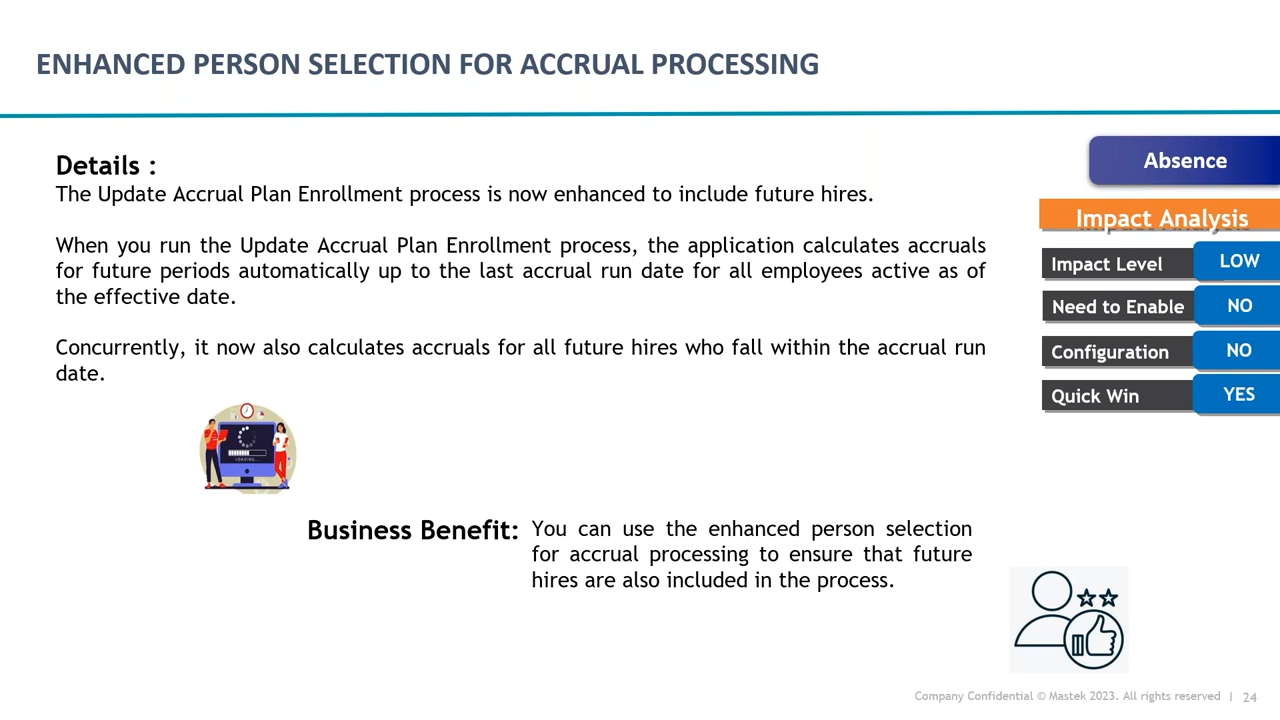 ENHANCED PERSON SELECTION FOR ACCRUAL PROCESSING
Details :
The Update Accrual Plan Enrollment process is now enhanced to include future hires.
When you run the Update Accrual Plan Enrollment process, the application calculates accruals
for future periods automatically up to the last accrual run date for all employees active as of
the effective date.
Concurrently, it now also calculates accruals for all future hires who fall within the accrual run
date.
LOADING...
Business Benefit:
You can use the enhanced person selection
for accrual processing to ensure that future
hires are also included in the process.
Absence
Impact Analysis
Impact Level LOW
Need to Enable NO
Configuration NO
Quick Win YES
Company Confidential © Mastek 2023. All rights reserved | 24